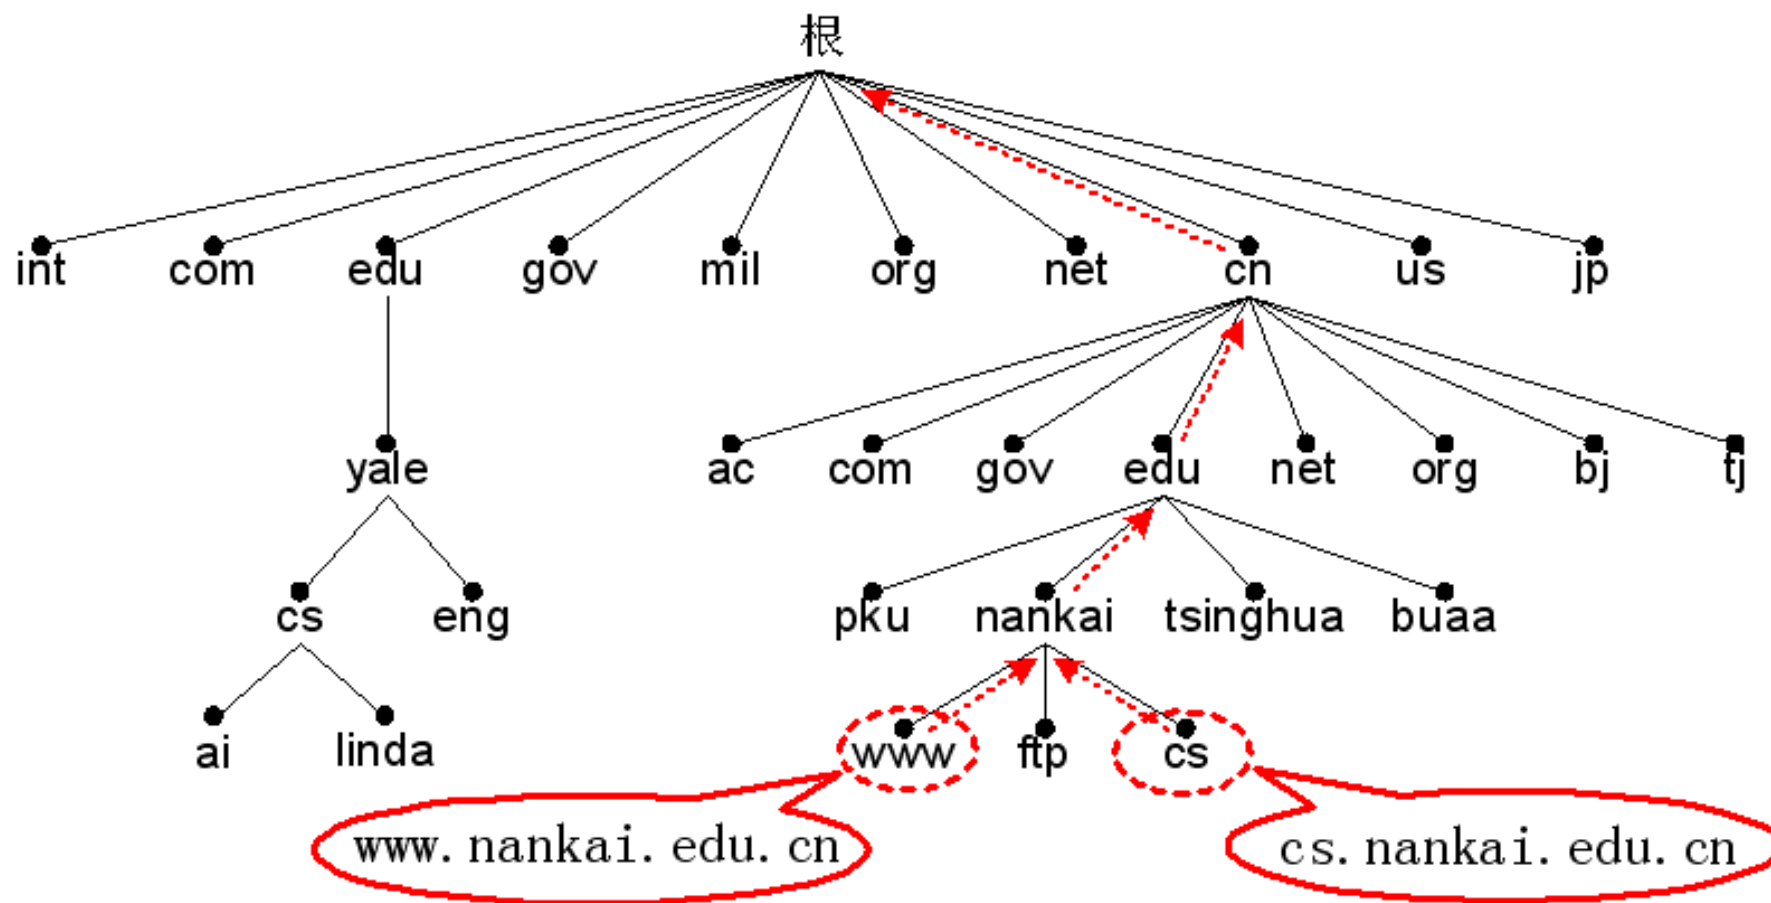 根
int com edu gov mil org net cn us jp
yale ac com gov edu net org bj tj
cs eng pku nankai tsinghua buaa
ai linda www ftp cs
www.nankai.edu.cn cs.nankai.edu.cn